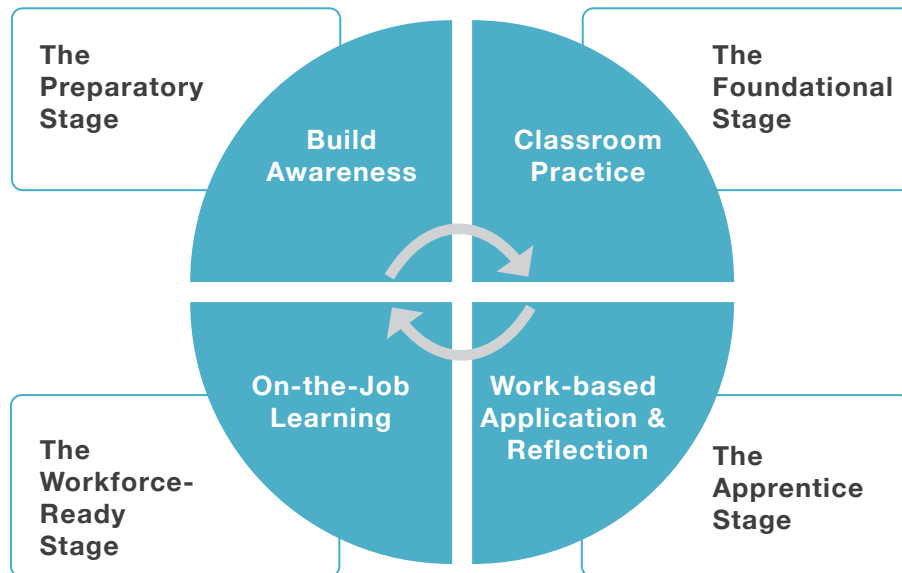 The
Preparatory
Stage
Build
Awareness
Classroom
Practice
The
Foundational
Stage
On-the-Job
Learning
Work-based
Application &
Reflection
The
Workforce-
Ready
Stage
The
Apprentice
Stage